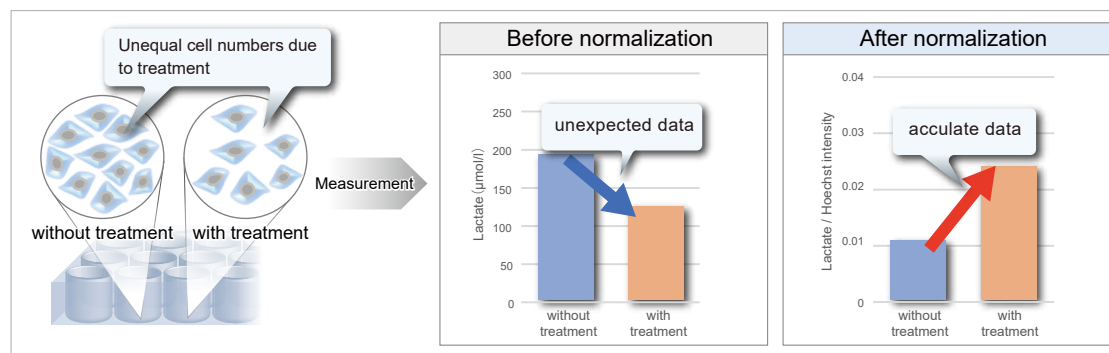 Unequal cell numbers due
to treatment
without treatment
with treatment
Measurement
Before normalization
Lactate (μmol/l)
300
250
200
150
100
50
0
unexpected data
without
treatment
with
treatment
After normalization
Lactate / Hoechst intensity
0.04
0.03
0.02
0.01
0
acculate data
without
treatment
with
treatment